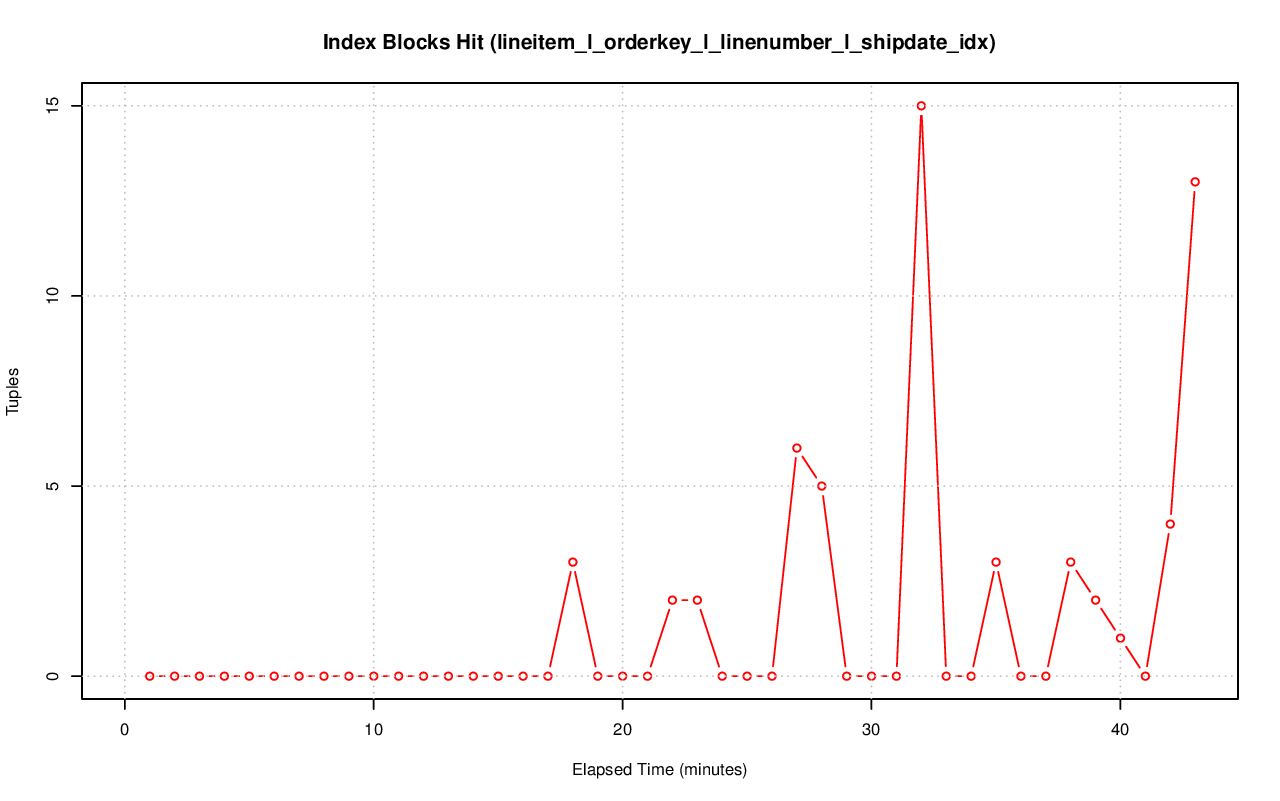 Index Blocks Hit (lineitem_l_orderkey_l_linenumber_l_shipdate_idx)
Tuples
15
10
5
0
0 10 20 30 40
Elapsed Time (minutes)